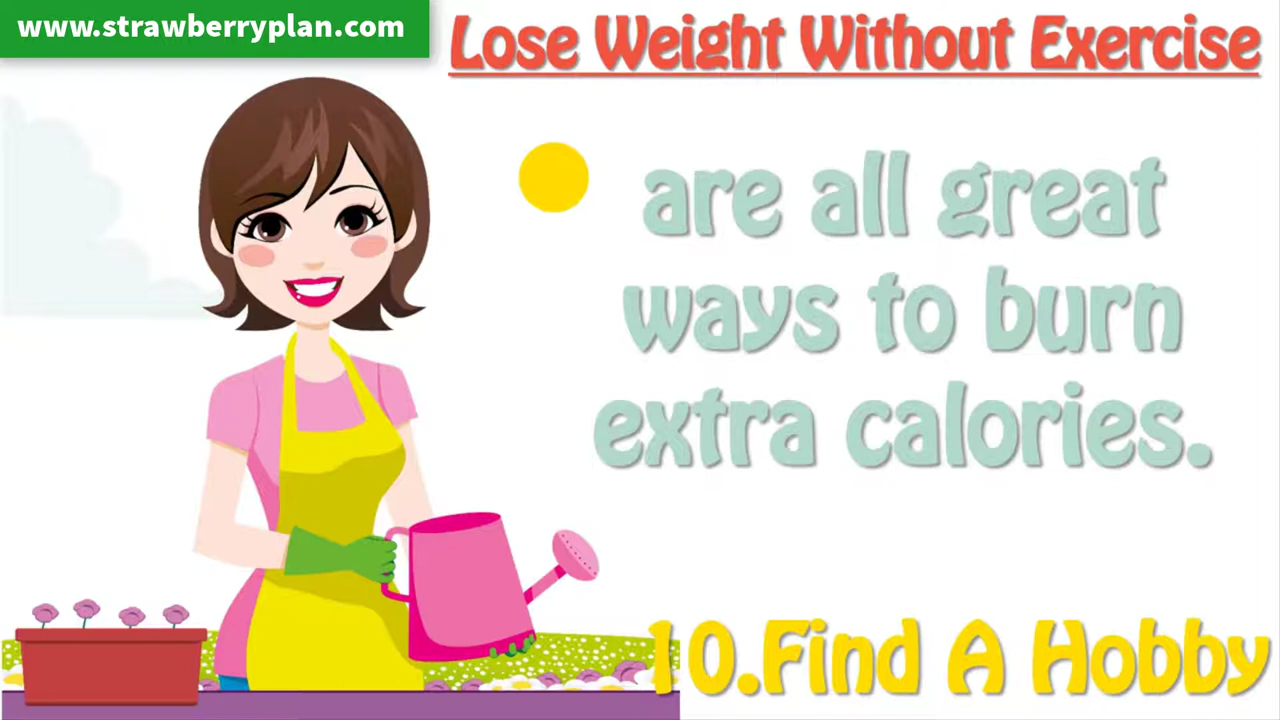 www.strawberryplan.com
Lose Weight Without Exercise
are all great
ways to burn
extra calories.
10.Find A Hobby